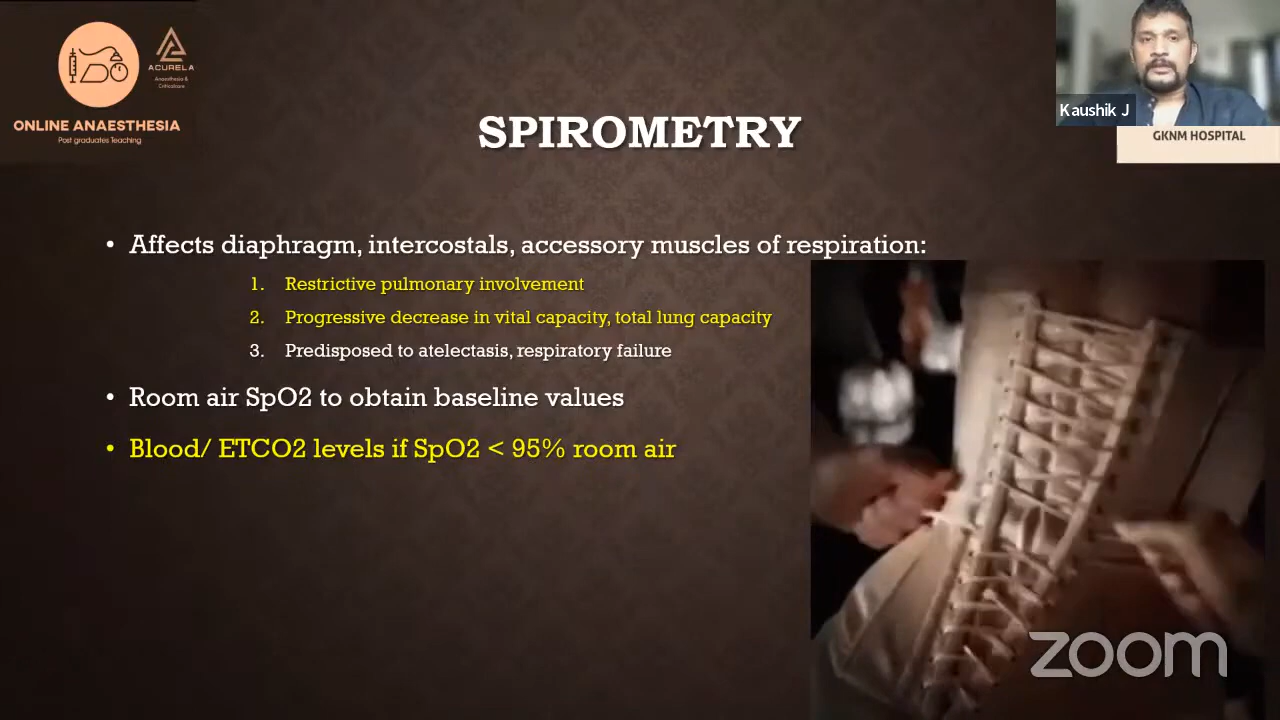 ACURELA
Anaesthesia &
Criticalcare
ONLINE ANAESTHESIA
Post graduates Teaching
Kaushik J
GKNM HOSPITAL
SPIROMETRY
• Affects diaphragm, intercostals, accessory muscles of respiration:
1. Restrictive pulmonary involvement
2. Progressive decrease in vital capacity, total lung capacity
3. Predisposed to atelectasis, respiratory failure
• Room air SpO2 to obtain baseline values
• Blood/ ETCO2 levels if SpO2 < 95% room air
zoom